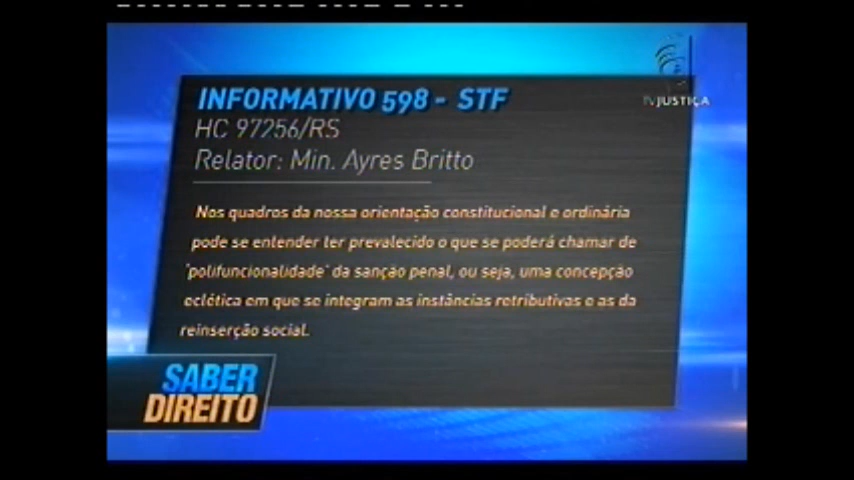 TVJUSTIÇA
INFORMATIVO 598 - STF
HC 97256/RS
Relator: Min. Ayres Britto
Nos quadros da nossa orientação constitucional e ordinária
pode se entender ter prevalecido o que se poderá chamar de
'polifuncionalidade' da sanção penal, ou seja, uma concepção
eclética em que se integram as instâncias retributivas e as da
reinserção social.
SABER
DIREITO